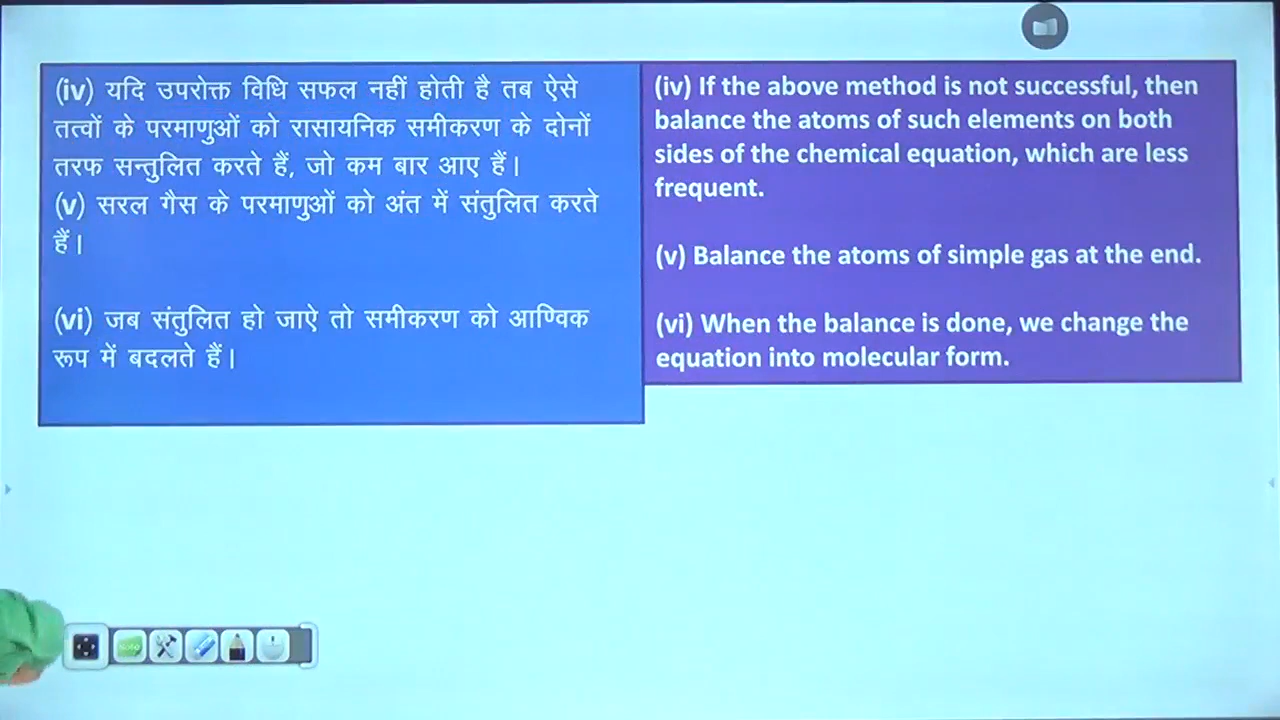 (iv) यदि उपरोक्त विधि सफल नहीं होती है तब ऐसे
तत्वों के परमाणुओं को रासायनिक समीकरण के दोनों
तरफ सन्तुलित करते हैं, जो कम बार आए हैं।
(v) सरल गैस के परमाणुओं को अंत में संतुलित करते
हैं।
(vi) जब संतुलित हो जाऐ तो समीकरण को आण्विक
रूप में बदलते हैं।
(iv) If the above method is not successful, then
balance the atoms of such elements on both
sides of the chemical equation, which are less
frequent.
(v) Balance the atoms of simple gas at the end.
(vi) When the balance is done, we change the
equation into molecular form.